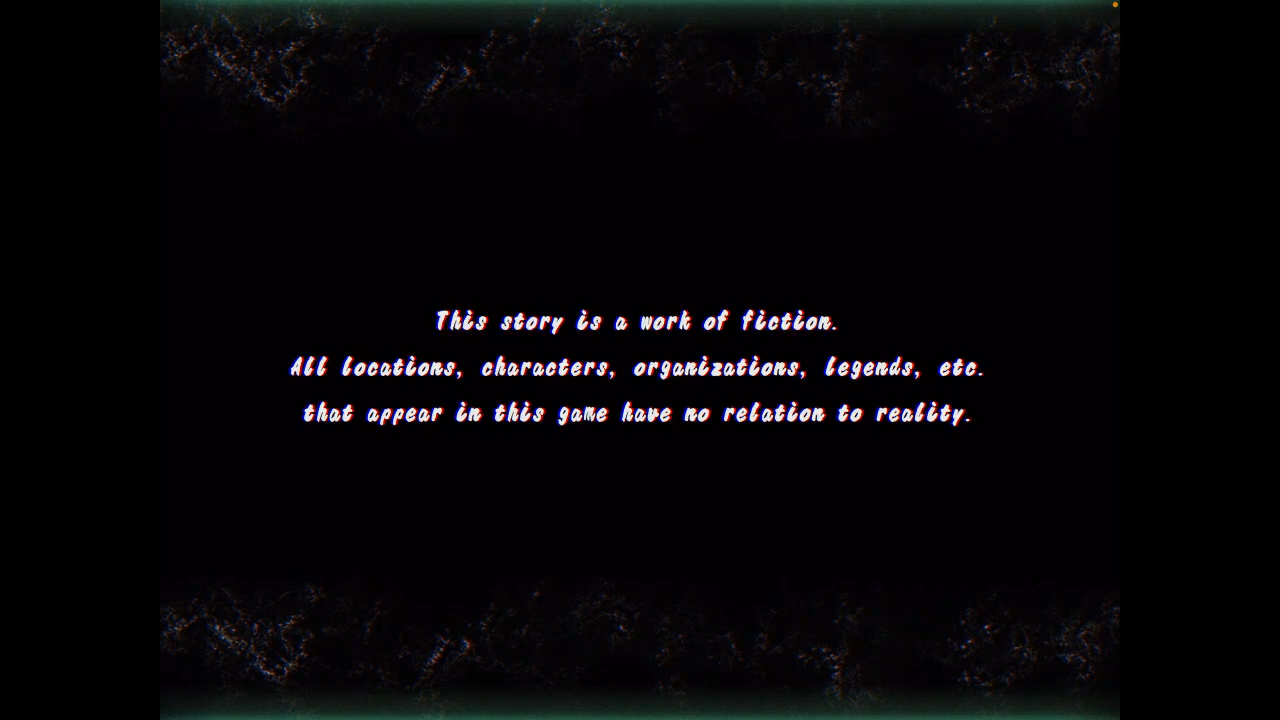 This story is a work of fiction.
All locations, characters, organizations, legends, etc.
that appear in this game have no relation to reality.